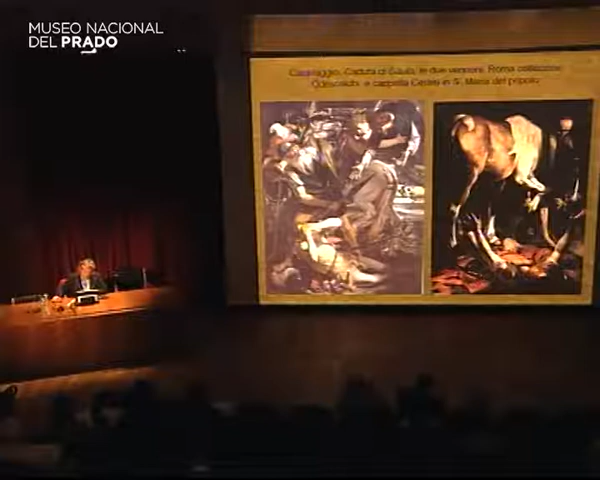 MUSEO NACIONAL
DEL PRADO
Caravaggio, Caduta di Saulo, le due versioni, Roma collezione
Odescalchi e cappella Cerasi in S. Maria del popolo